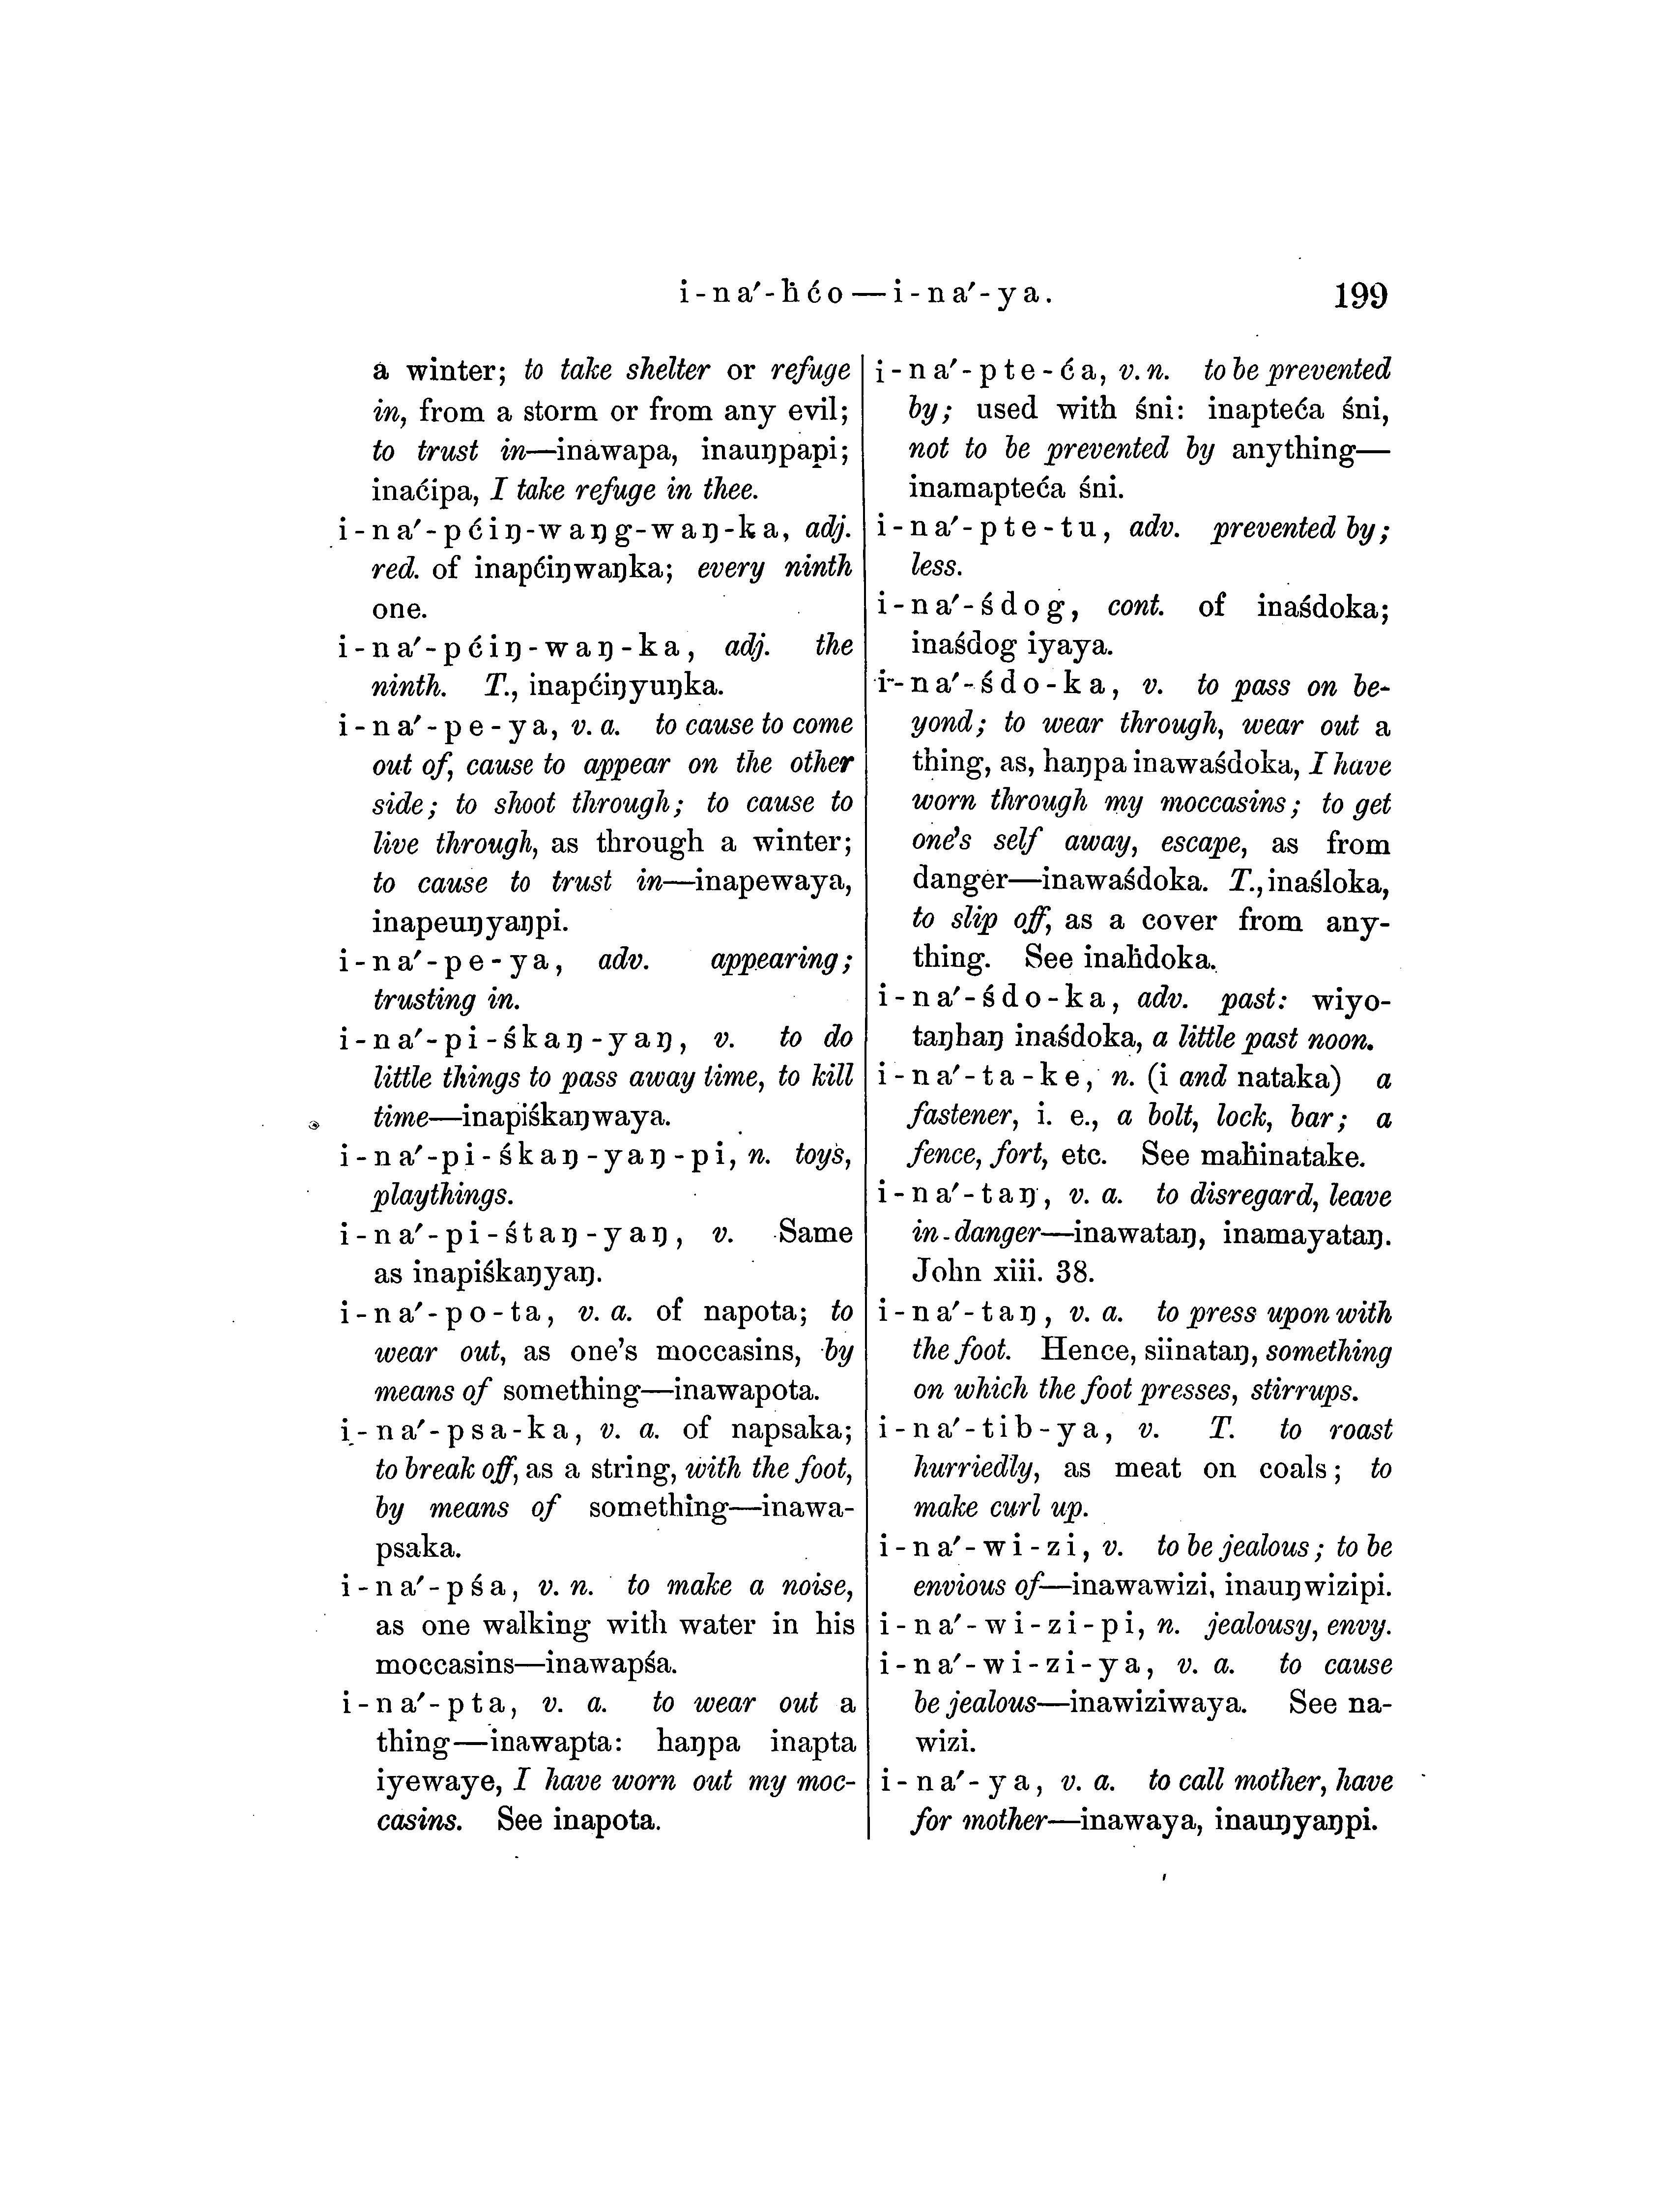 i-na′-ḣćo—i-na′-ya. 199
a winter; to take shelter or refuge
in, from a storm or from any evil;
to trust in—inawapa, inauŋpapi;
inaćipa, I take refuge in thee.
i-na′-pćiŋ-waŋg-waŋ-ka, adj.
red. of inapćiŋwaŋka; every ninth
one.
i-na′-pćiŋ-waŋ-ka, adj. the
ninth. T., inapćiŋyuŋka.
i-na′-pe-ya, v. a. to cause to come
out of, cause to appear on the other
side; to shoot through; to cause to
live through, as through a winter;
to cause to trust in—inapewaya,
inapeuŋyaŋpi.
i-na′-pe-ya, adv. appearing;
trusting in.
i-na′-pi-śkaŋ-yaŋ, v. to do
little things to pass away time, to kill
time—inapiśkaŋwaya.
i-na′-pi-śkaŋ-yaŋ-pi, n. toys,
playthings.
i-na′-pi-śtaŋ-yaŋ, v. Same
as inapiśkaŋyaŋ.
i-na′-po-ta, v. a. of napota; to
wear out, as one's moccasins, by
means of something—inawapota.
i-na′-psa-ka, v. a. of napsaka;
to break off, as a string, with the foot,
by means of something—inawa-
psaka.
i-na′-pśa, v. n. to make a noise,
as one walking with water in his
moccasins—inawapśa.
i-na′-pta, v. a. to wear out a
thing—inawapta: haŋpa inapta
iyewaye, I have worn out my moc-
casins. See inapota.
i-na′-pte-ća, v. n. to be prevented
by; used with śni: inapteća śni,
not to be prevented by anything—
inamapteća śni.
i-na′-pte-tu, adv. prevented by;
less.
i-na′-śdog, cont. of inaśdoka;
inaśdog iyaya.
i-na′-śdo-ka, v. to pass on be-
yond; to wear through, wear out a
thing, as, haŋpa inawaśdoka, I have
worn through my moccasins; to get
one's self away, escape, as from
danger—inawaśdoka. T., inaśloka,
to slip off, as a cover from any-
thing. See inaḣdoka.
i-na′-śdo-ka, adv. past: wiyo-
taŋhaŋ inaśdoka, a little past noon.
i-na′-ta-ke, n. (i and nataka) a
fastener, i. e., a bolt, lock, bar; a
fence, fort, etc. See maḣinatake.
i-na′-taŋ, v. a. to disregard, leave
in danger—inawataŋ, inamayataŋ.
John xiii. 38.
i-na′-taŋ, v. a. to press upon with
the foot. Hence, siinataŋ, something
on which the foot presses, stirrups.
i-na′-tib-ya, v. T. to roast
hurriedly, as meat on coals; to
make curl up.
i-na′-wi-zi, v. to be jealous; to be
envious of—inawawizi, inauŋwizipi.
i-na′-wi-zi-pi, n. jealousy, envy.
i-na′-wi-zi-ya, v. a. to cause
be jealous—inawiziwaya. See na-
wizi.
i-na′-ya, v. a. to call mother, have
for mother—inawaya, inauŋyaŋpi.